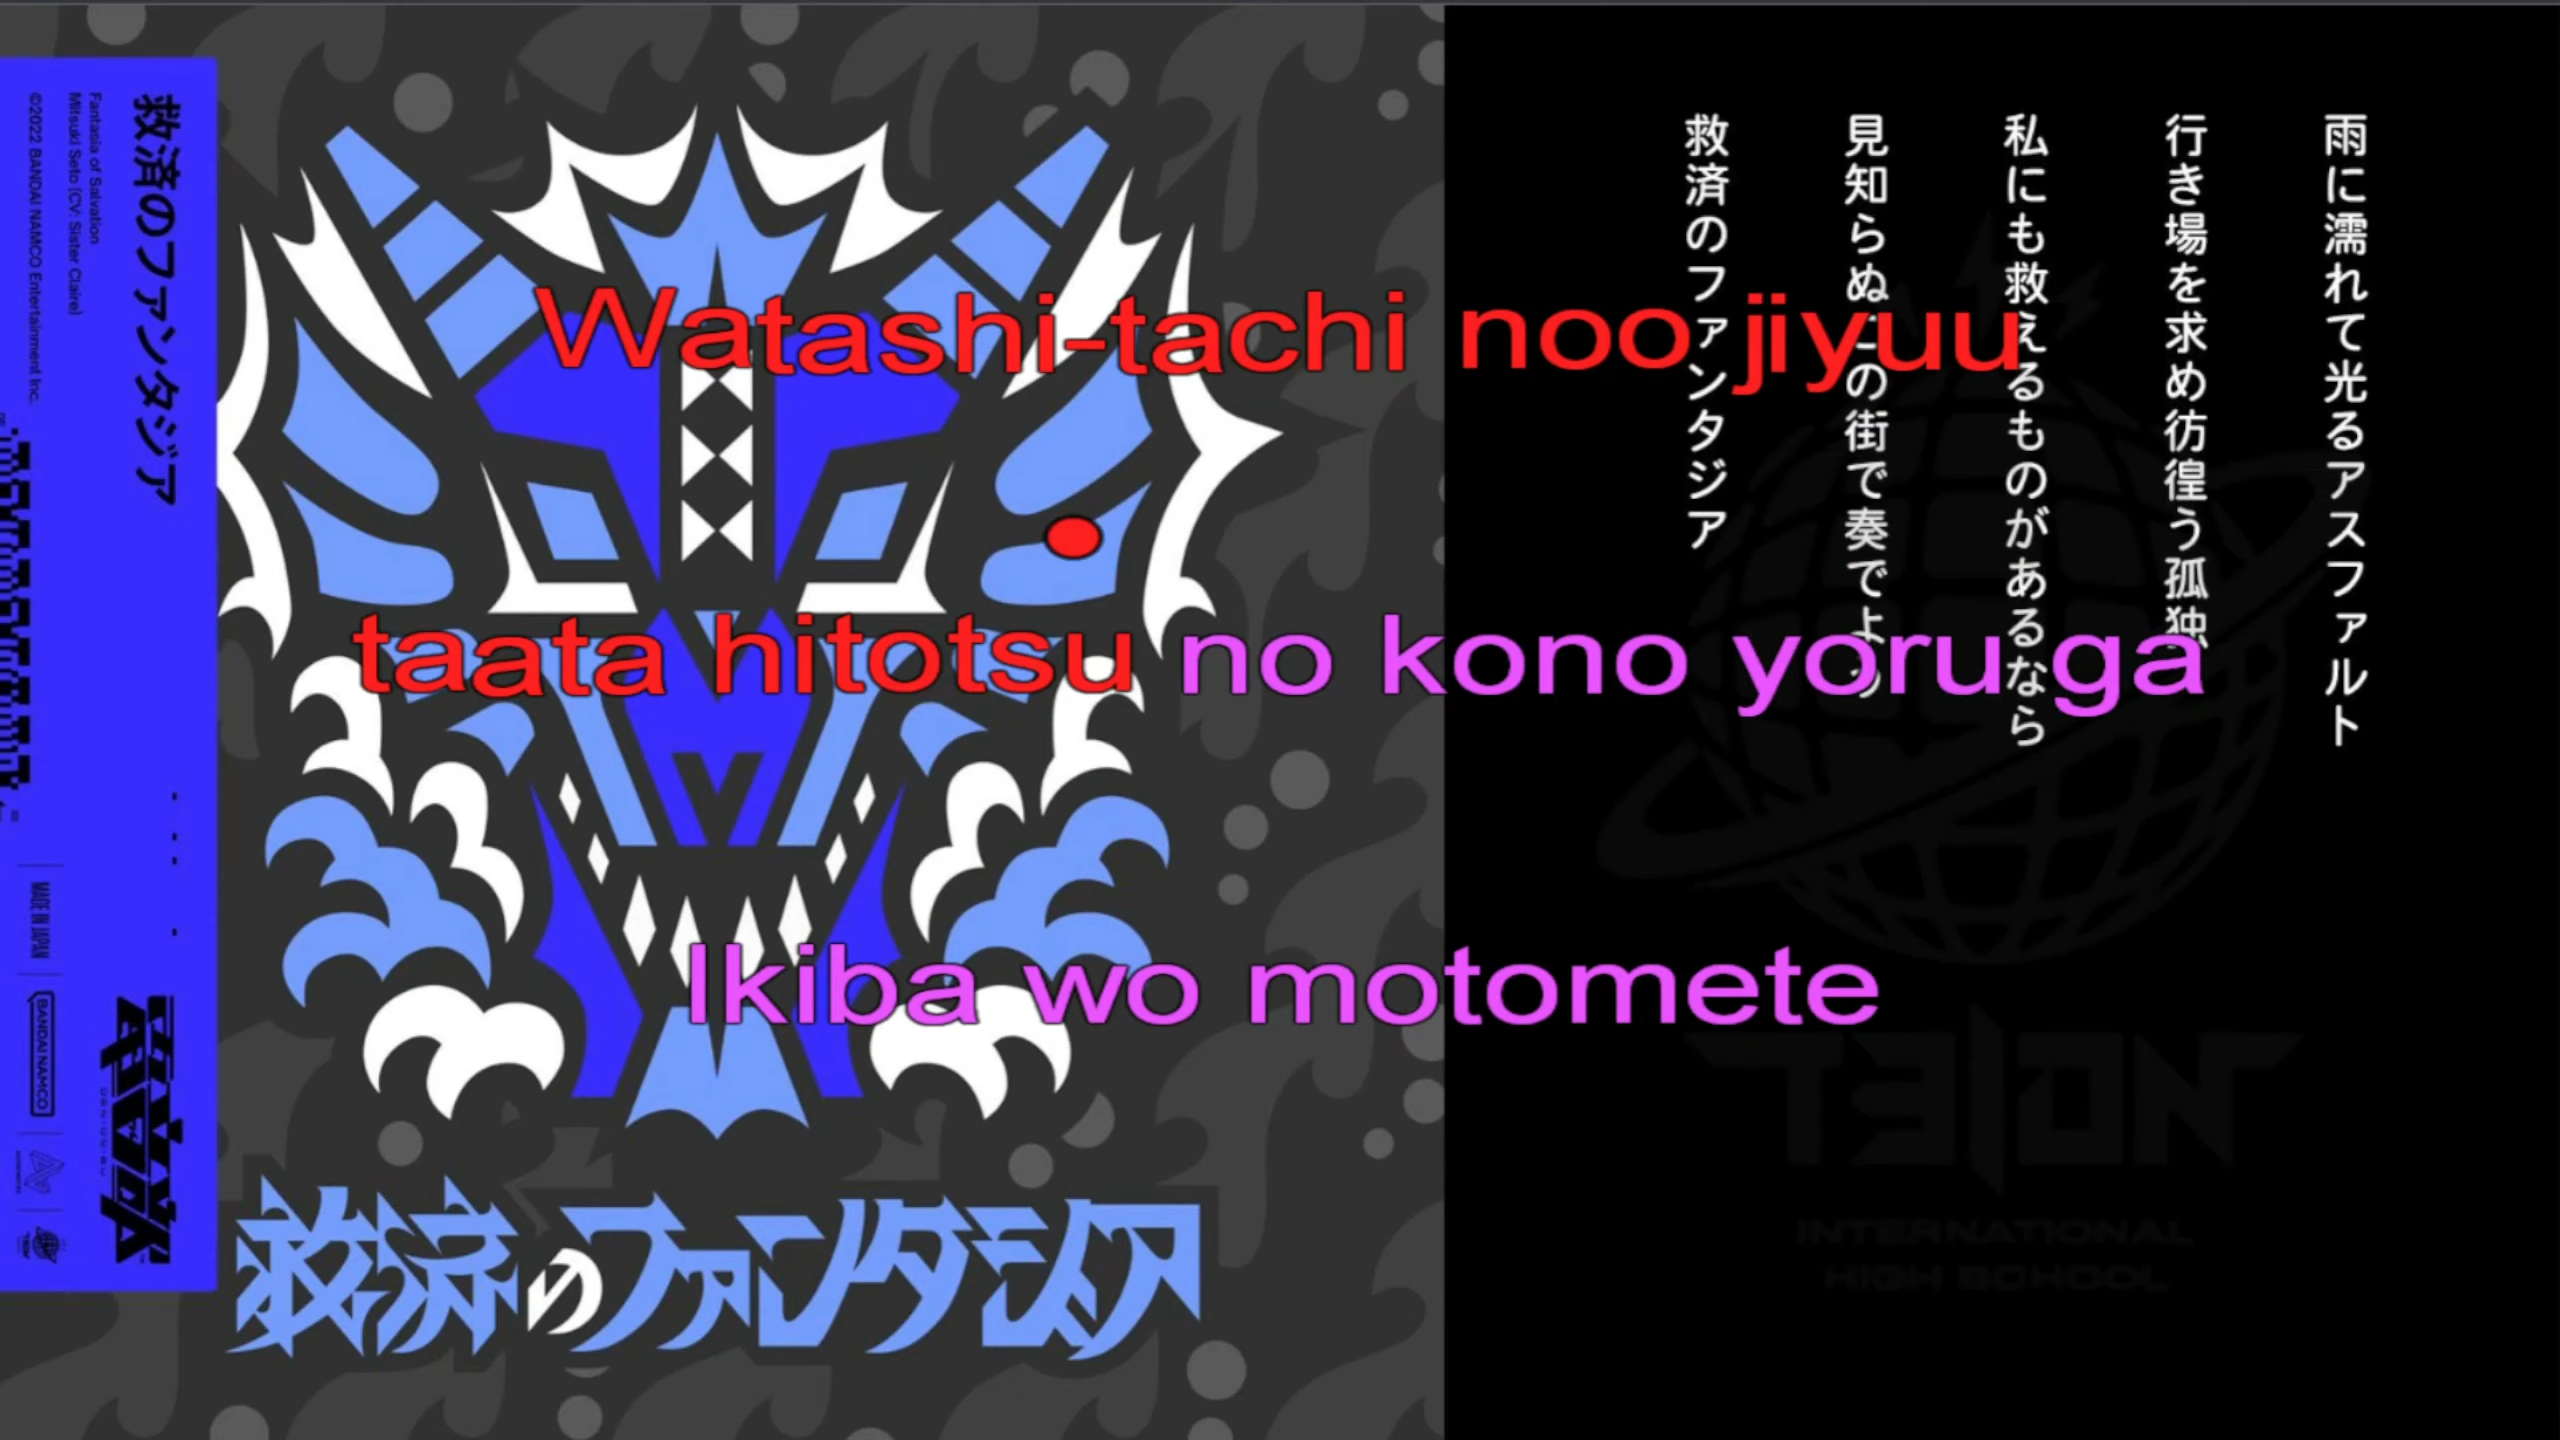 救済のファンタジア
Fantasia of Salvation
Mitsuki Seto (CV: Sister Claire)
©2022 BANDAI NAMCO Entertainment Inc.
MADE IN JAPAN
BANDAI NAMCO
救済のファンタジア
Watashi-tachi noo jiyuu
taata hitotsu no kono yoru ga
Ikiba wo motomete
雨に濡れて光るアスファルト
行き場を求め彷徨う孤独
私にも救えるものがあるなら
見知らぬこの街で奏でよう
救済のファンタジア
INTERNATIONAL
HIGH SCHOOL